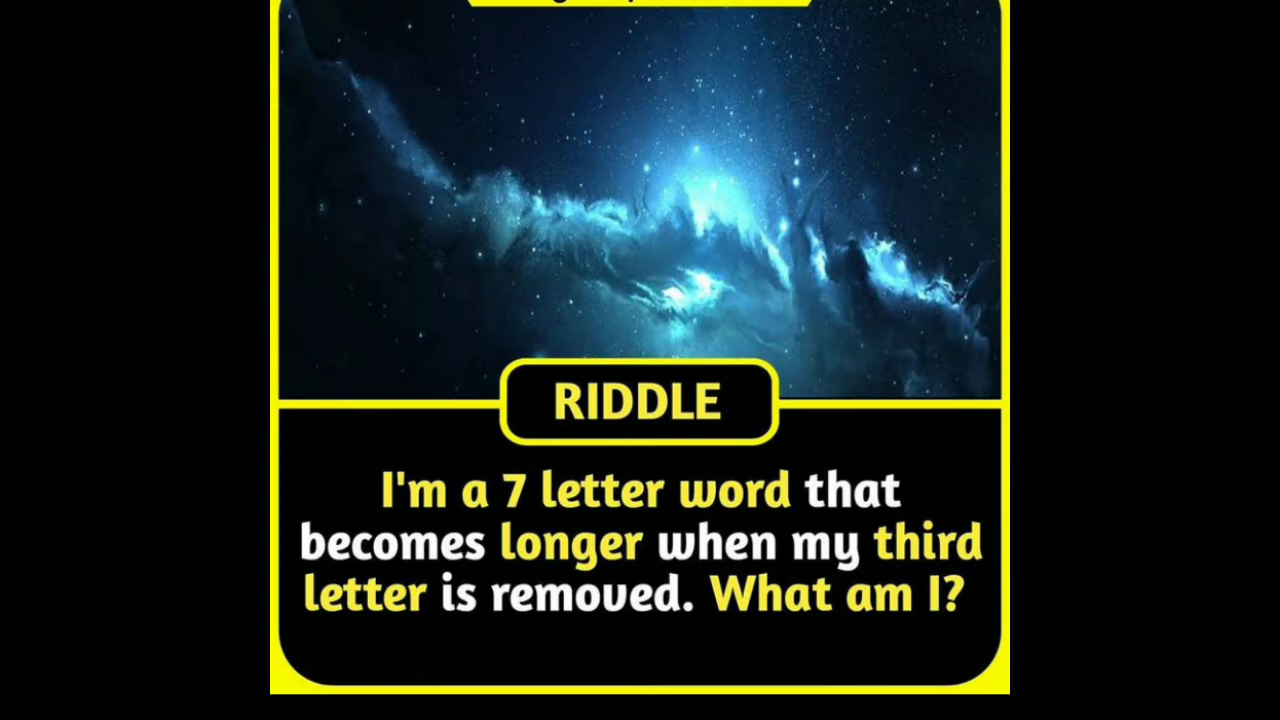 RIDDLE
I'm a 7 letter word that
becomes longer when my third
letter is removed. What am I?